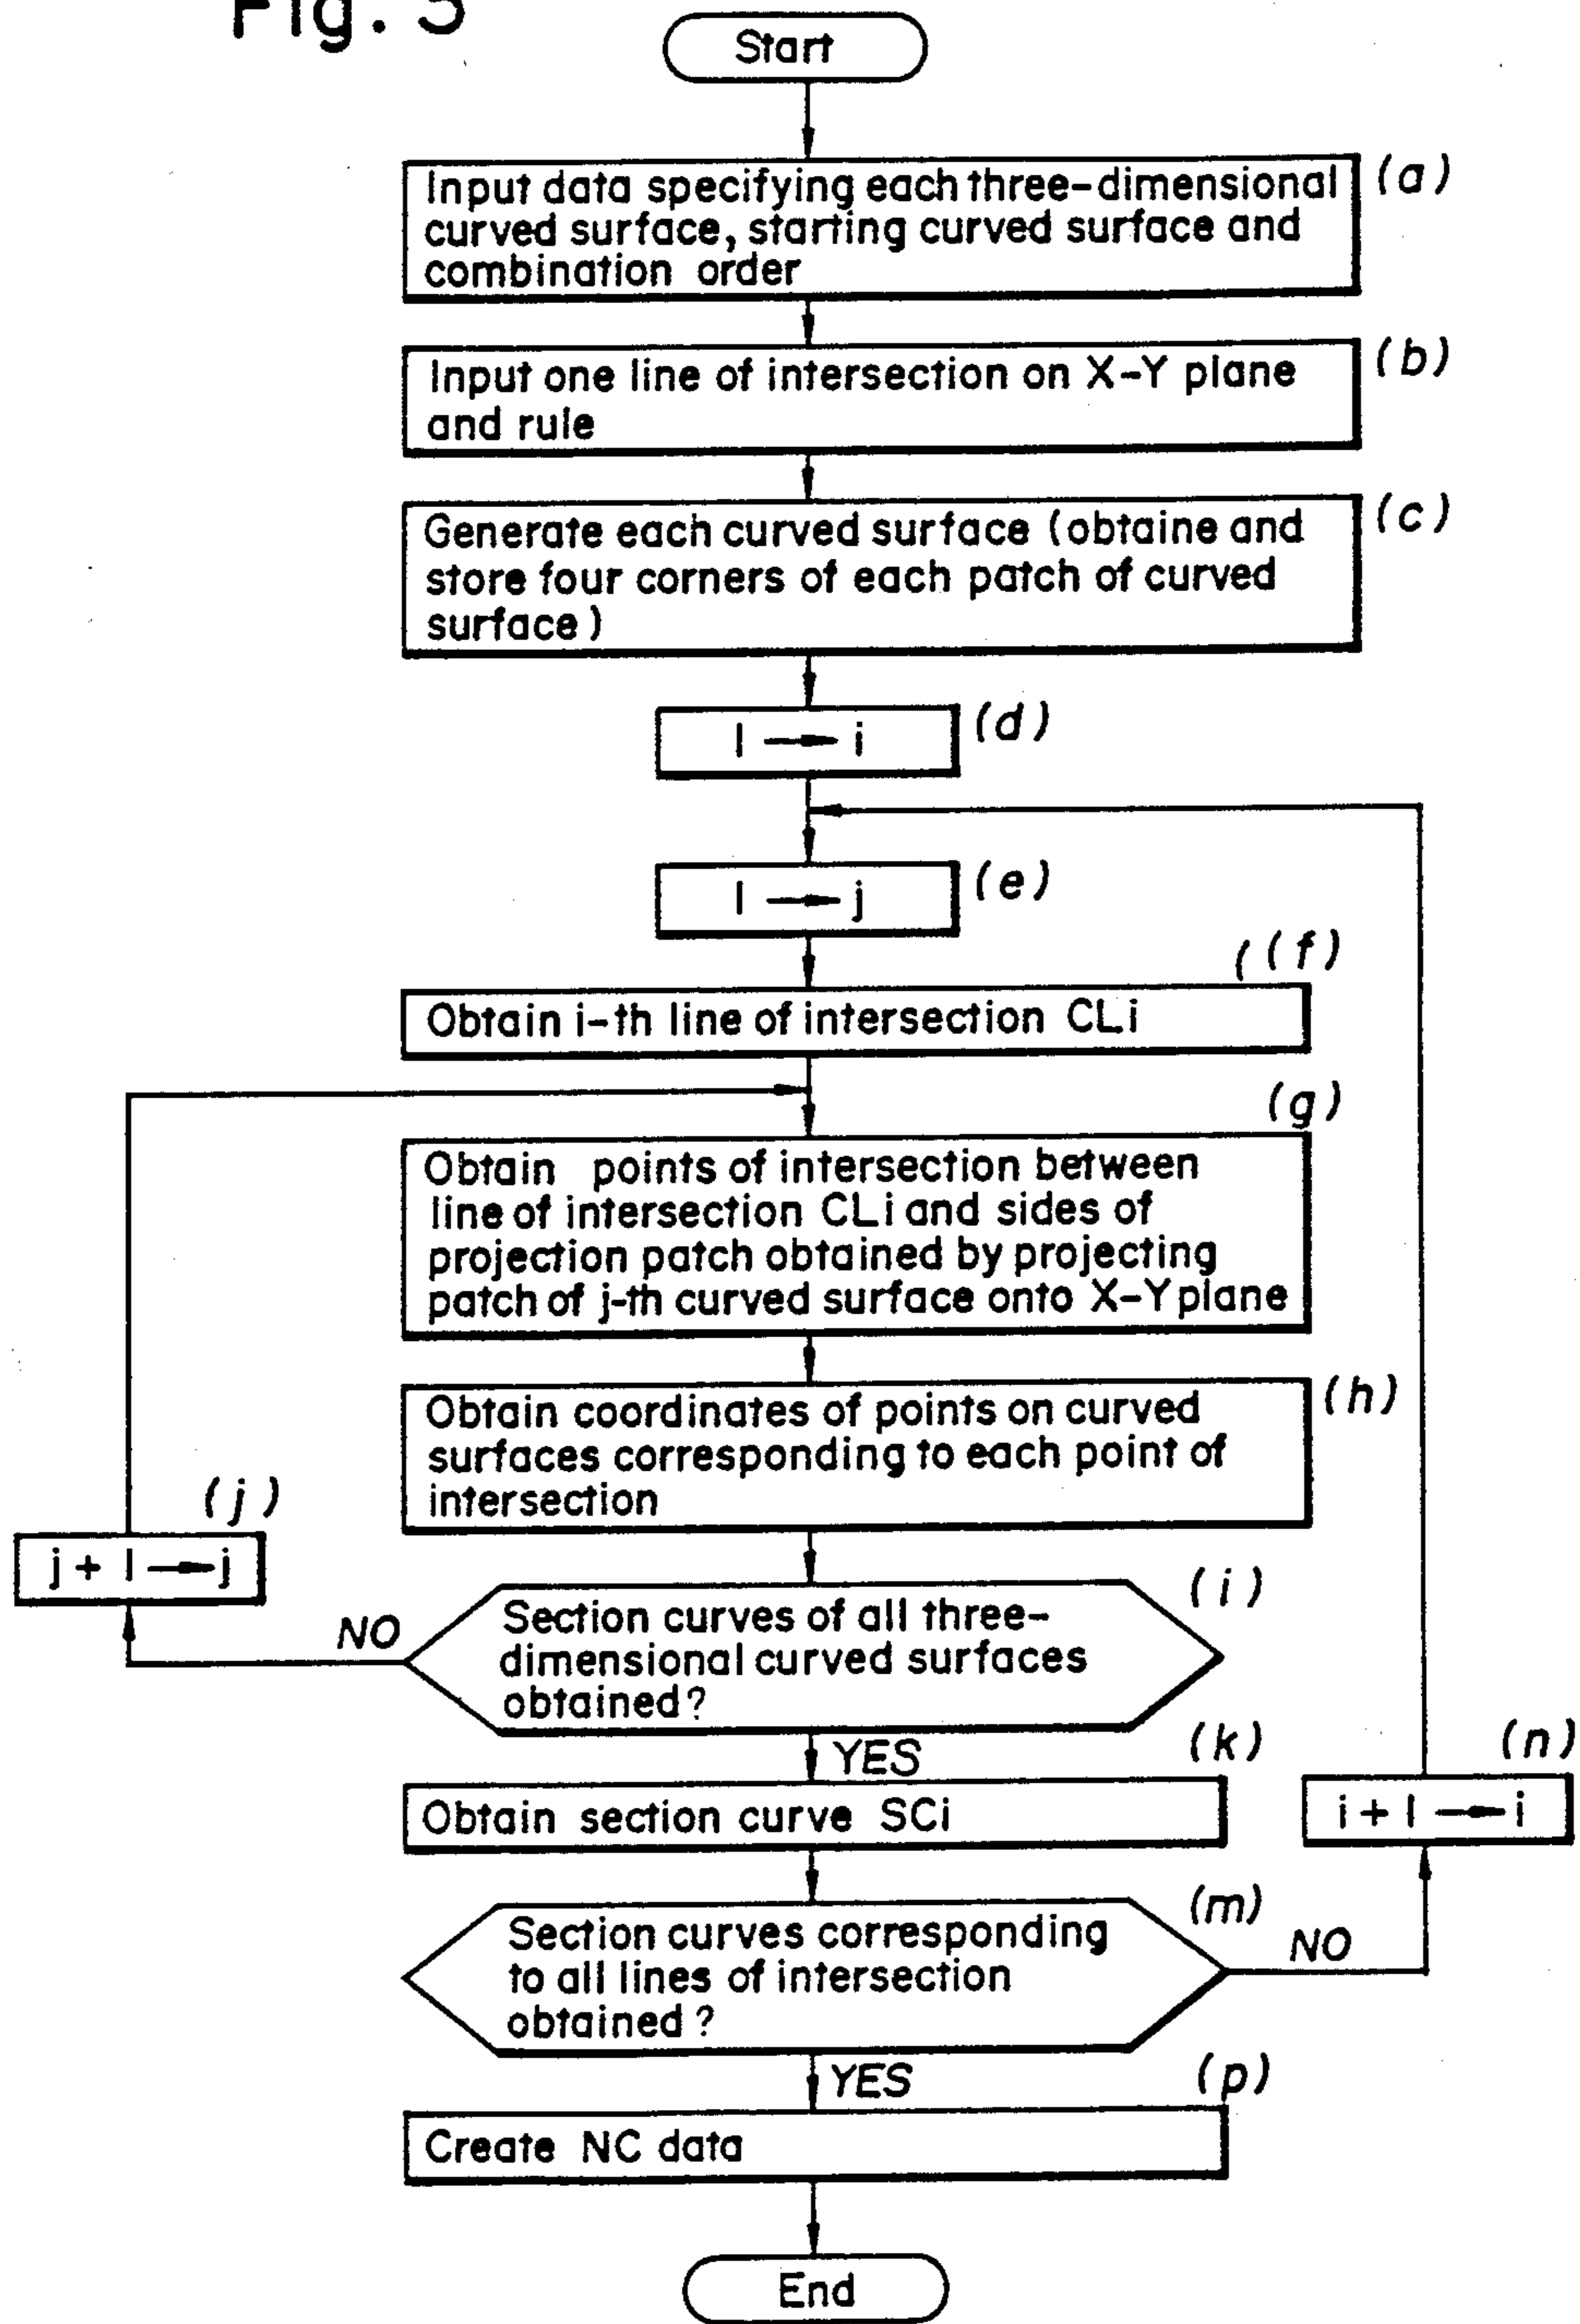 Fig. 5
Start
Input data specifying each three-dimensional (a)
curved surface, starting curved surface and
combination order
Input one line of intersection on X-Y plane (b)
and rule
Generate each curved surface (obtaine and (c)
store four corners of each patch of curved
surface)
1 → i (d)
1 → j (e)
(f)
Obtain i-th line of intersection CLi
(g)
Obtain points of intersection between
line of intersection CLi and sides of
projection patch obtained by projecting
patch of j-th curved surface onto X-Y plane
Obtain coordinates of points on curved (h)
surfaces corresponding to each point of
intersection
(j)
j + 1 → j
NO
Section curves of all three- (i)
dimensional curved surfaces
obtained?
YES
(k)
Obtain section curve SCi
(n)
i + 1 → i
Section curves corresponding (m)
to all lines of intersection
obtained?
NO
YES
(p)
Create NC data
End